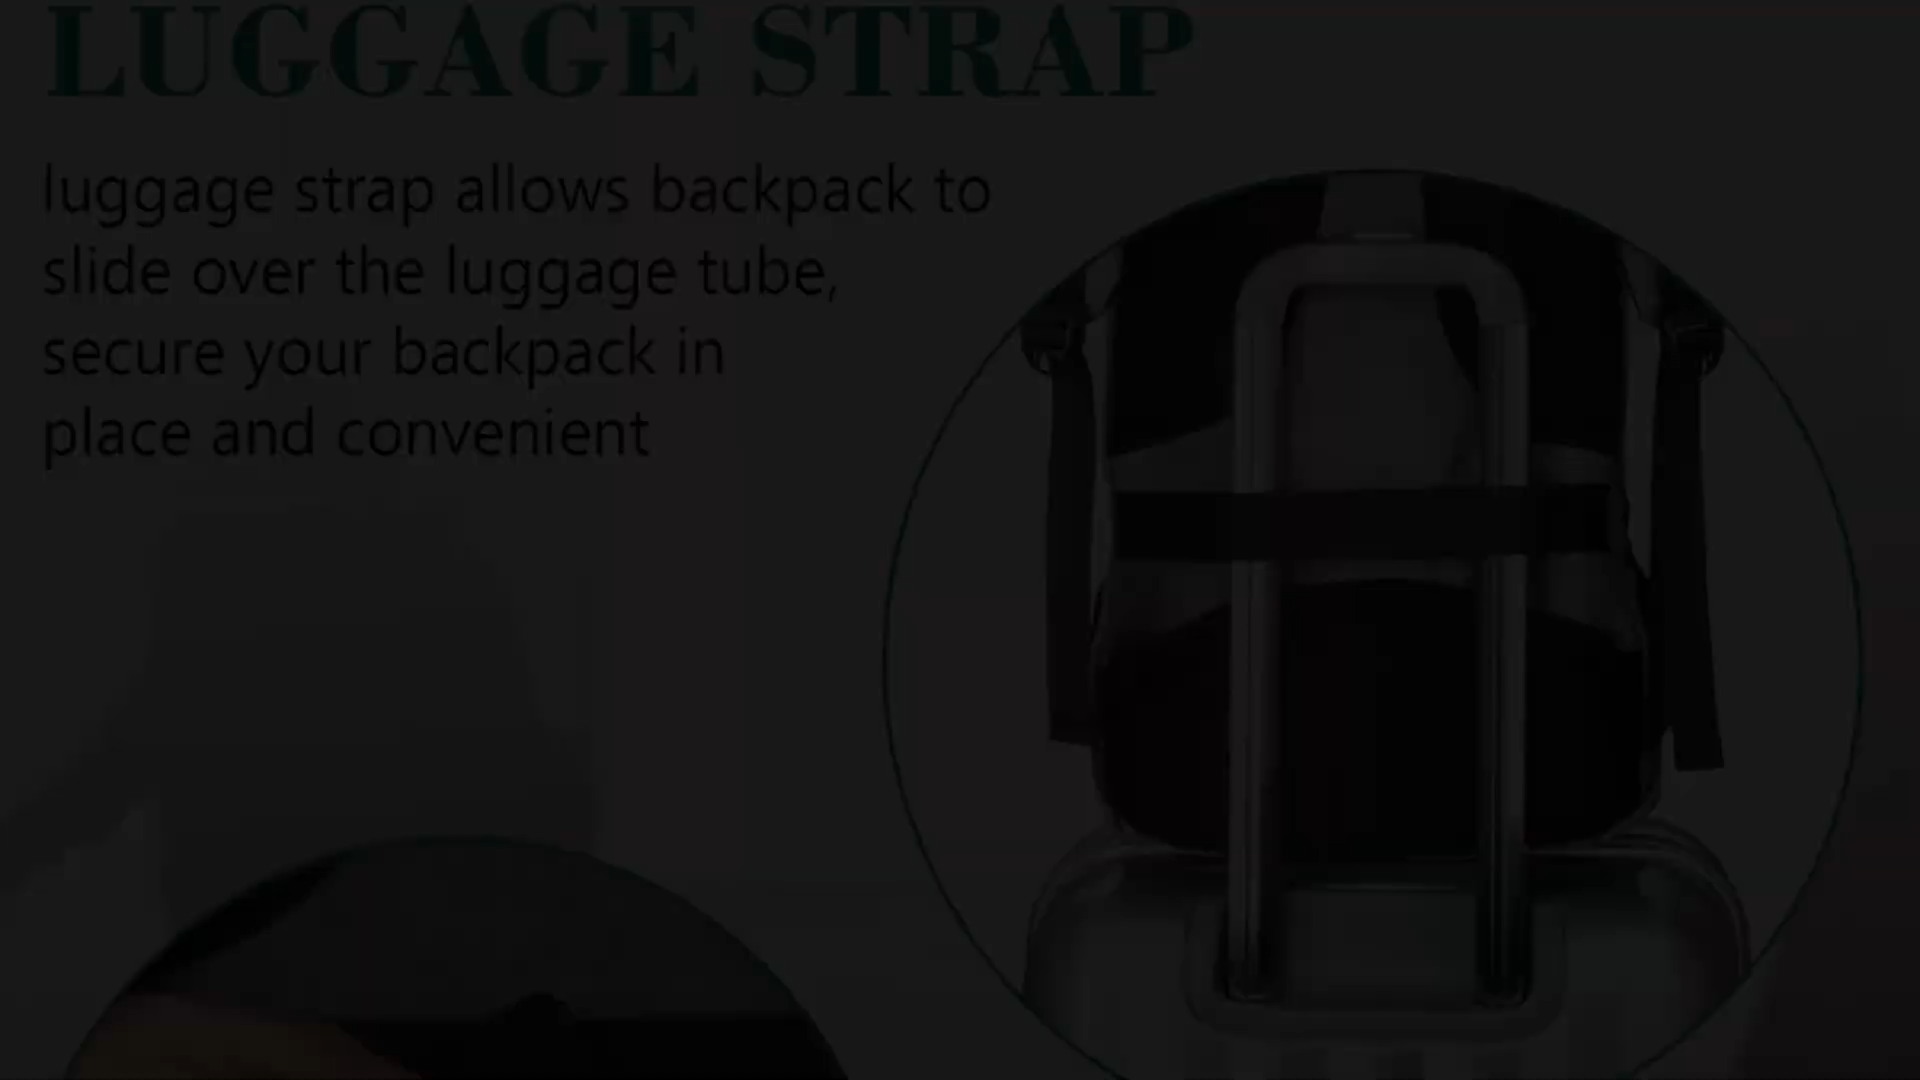 LUGGAGE STRAP
luggage strap allows backpack to
slide over the luggage tube,
secure your backpack in
place and convenient